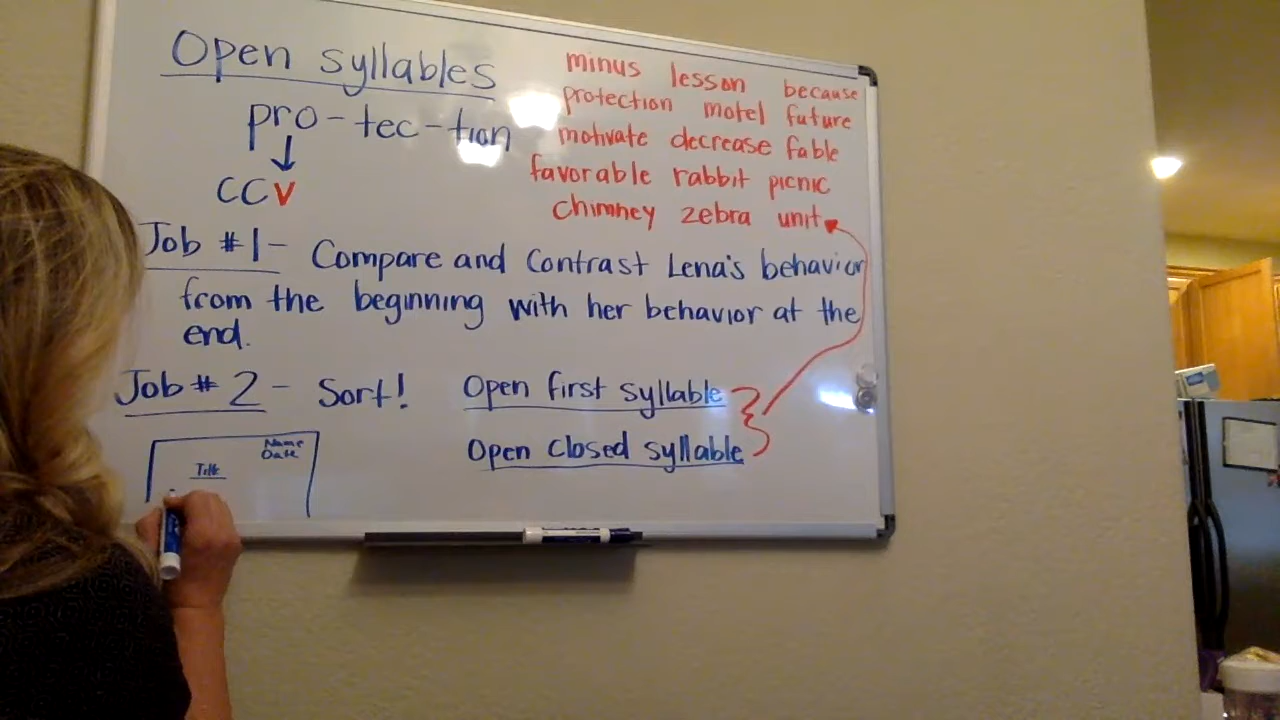 Open syllables
pro-tec-tion
CCV
minus lesson because
protection motel future
motivate decrease fable
favorable rabbit picnic
chimney zebra unit
Job #1- Compare and Contrast Lena's behavior
from the beginning with her behavior at the
end.
Job # 2- Sort!
Open first syllable
Open closed syllable
Name
Date
Title